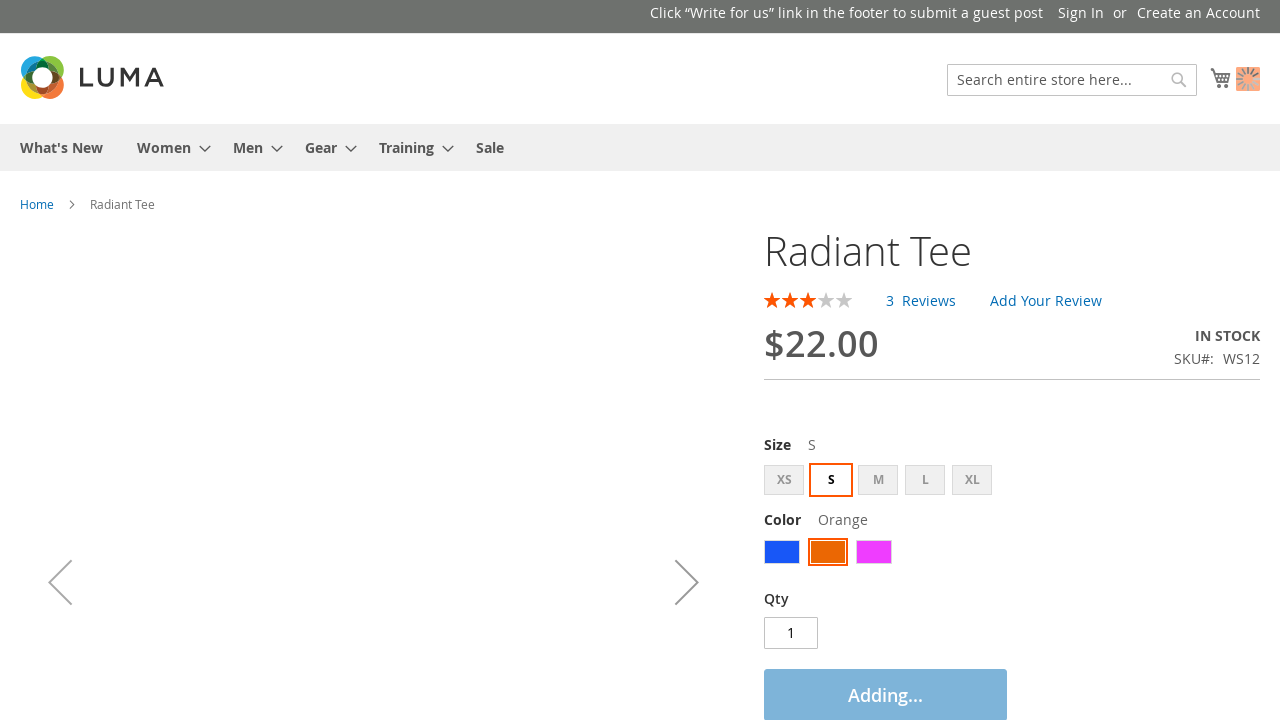 Click “Write for us” link in the footer to submit a guest post Sign In or Create an Account
LUMA
Search entire store here...
What's New Women Men Gear Training Sale
Home Radiant Tee
Radiant Tee
3 Reviews Add Your Review
$22.00
IN STOCK
SKU#: WS12
Size S
XS S M L XL
Color Orange
Qty
1
Adding...